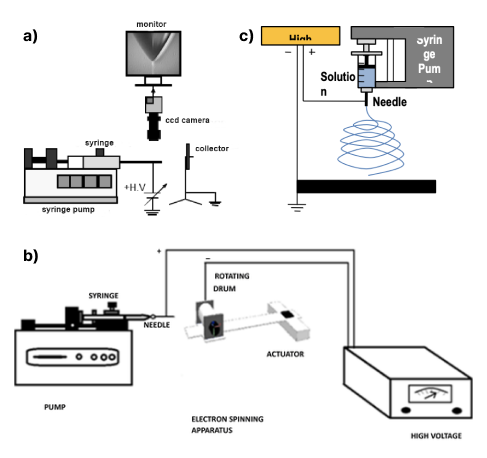 a)
monitor
ccd camera
syringe
collector
+H.V
syringe pump
c)
High
−
+
Syrin
ge
Pum
Solutio
n
Needle
b)
+
−
SYRINGE
ROTATING
DRUM
NEEDLE
ACTUATOR
PUMP
ELECTRON SPINNING
APPARATUS
HIGH VOLTAGE